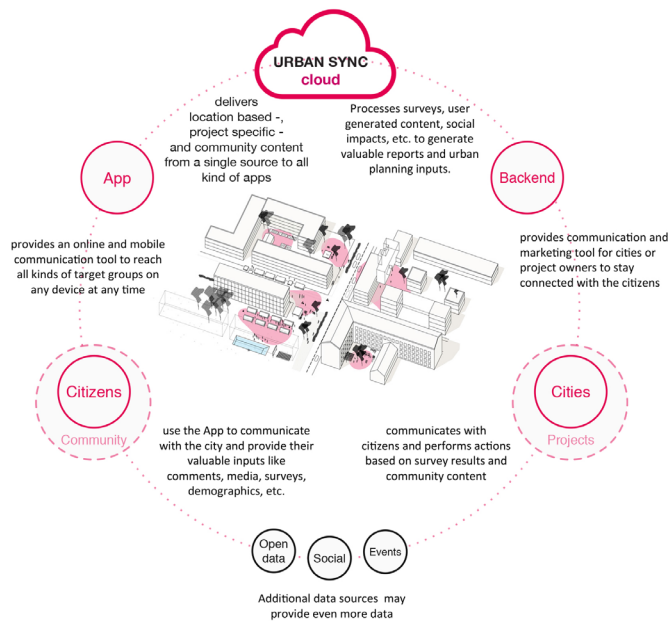 URBAN SYNC
cloud
delivers
location based -,
project specific -
and community content
from a single source to all
kind of apps
Processes surveys, user
generated content, social
impacts, etc. to generate
valuable reports and urban
planning inputs.
App
Backend
provides an online and mobile
communication tool to reach
all kinds of target groups on
any device at any time
provides communication and
marketing tool for cities or
project owners to stay
connected with the citizens
Citizens
Community
Cities
Projects
use the App to communicate
with the city and provide their
valuable inputs like
comments, media, surveys,
demographics, etc.
communicates with
citizens and performs actions
based on survey results and
community content
Open
data
Social
Events
Additional data sources may
provide even more data